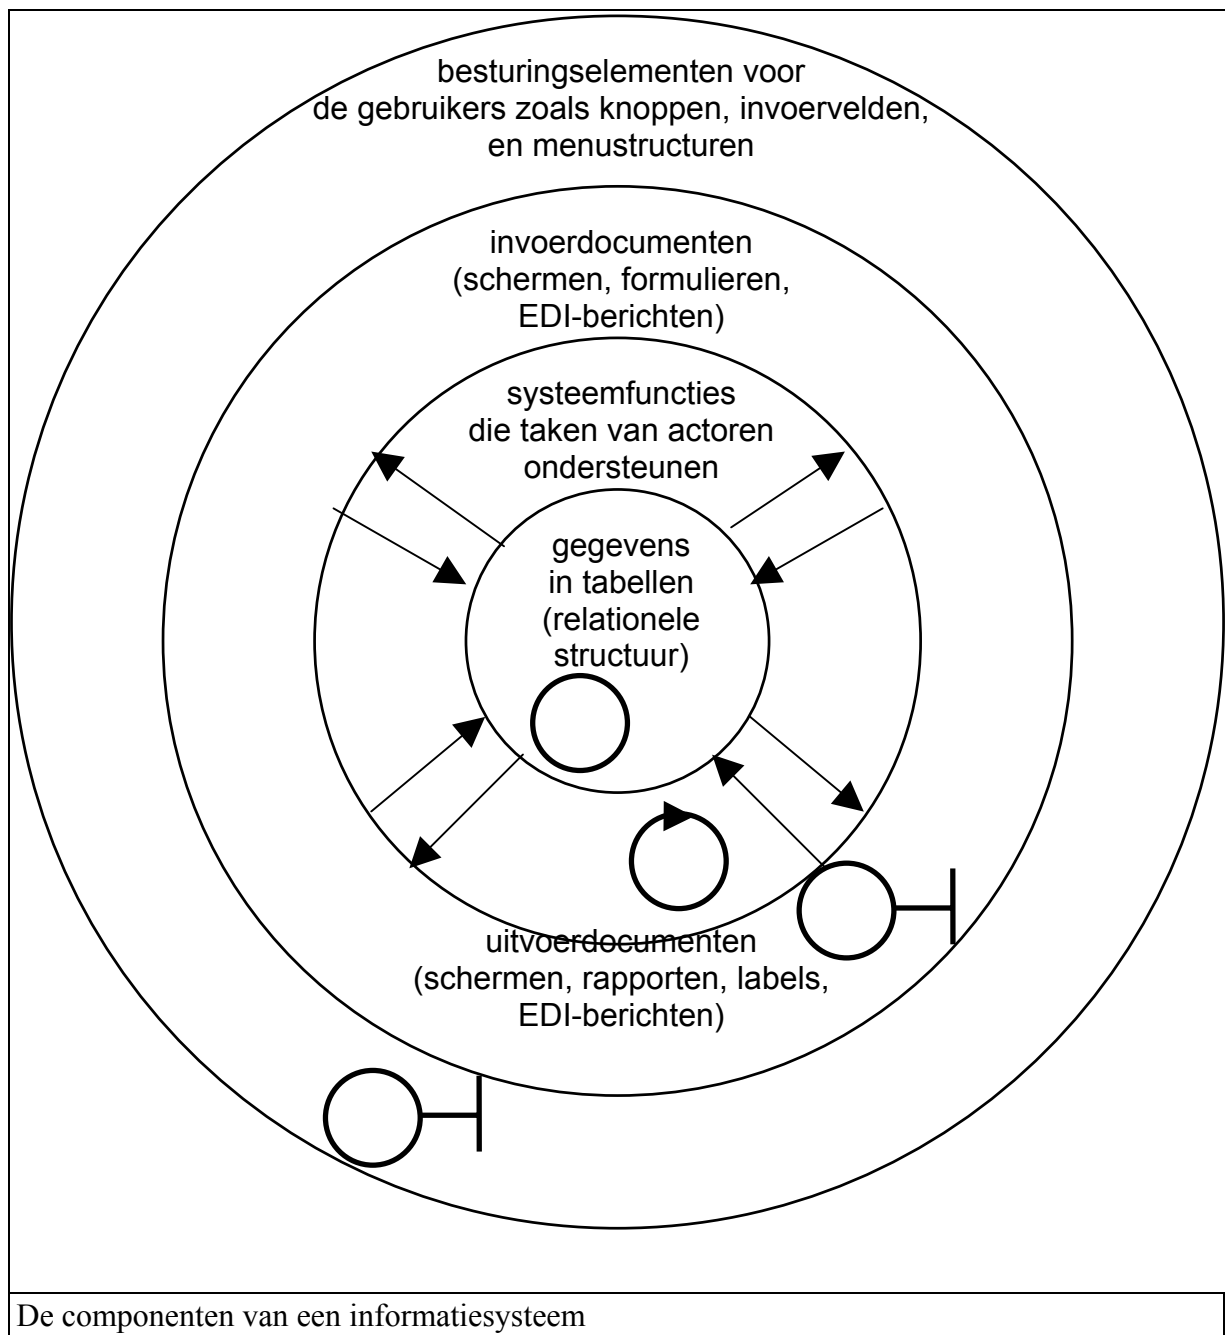 besturingselementen voor
de gebruikers zoals knoppen, invoervelden,
en menustructuren
invoerdocumenten
(schermen, formulieren,
EDI-berichten)
systeemfuncties
die taken van actoren
ondersteunen
gegevens
in tabellen
(relationele
structuur)
uitvoerdocumenten
(schermen, rapporten, labels,
EDI-berichten)
De componenten van een informatiesysteem